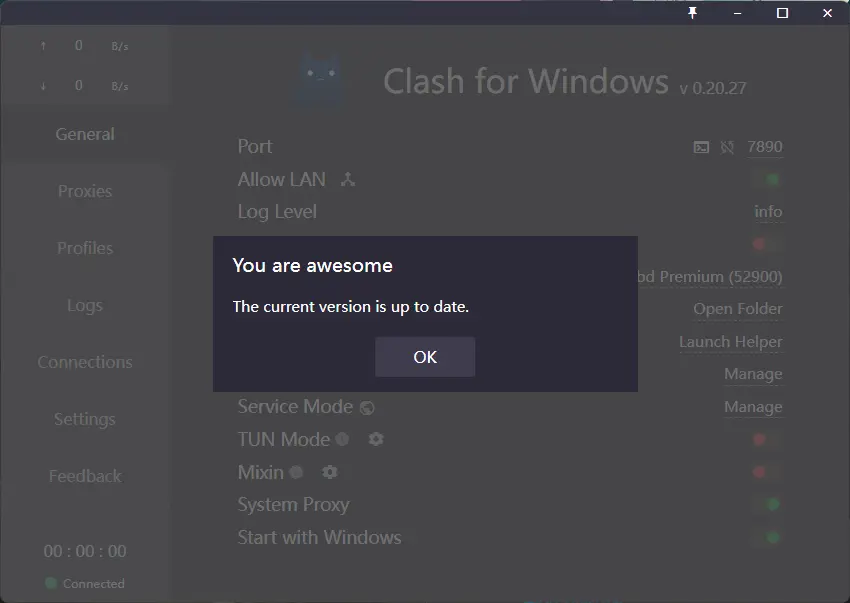 ↑ 0 B/s
↓ 0 B/s
General
Proxies
Profiles
Logs
Connections
Settings
Feedback
00 : 00 : 00
Connected
Clash for Windows v 0.20.27
Port 7890
Allow LAN
Log Level info
Premium (52900)
Open Folder
Launch Helper
Manage
Service Mode Manage
TUN Mode
Mixin
System Proxy
Start with Windows
You are awesome
The current version is up to date.
OK